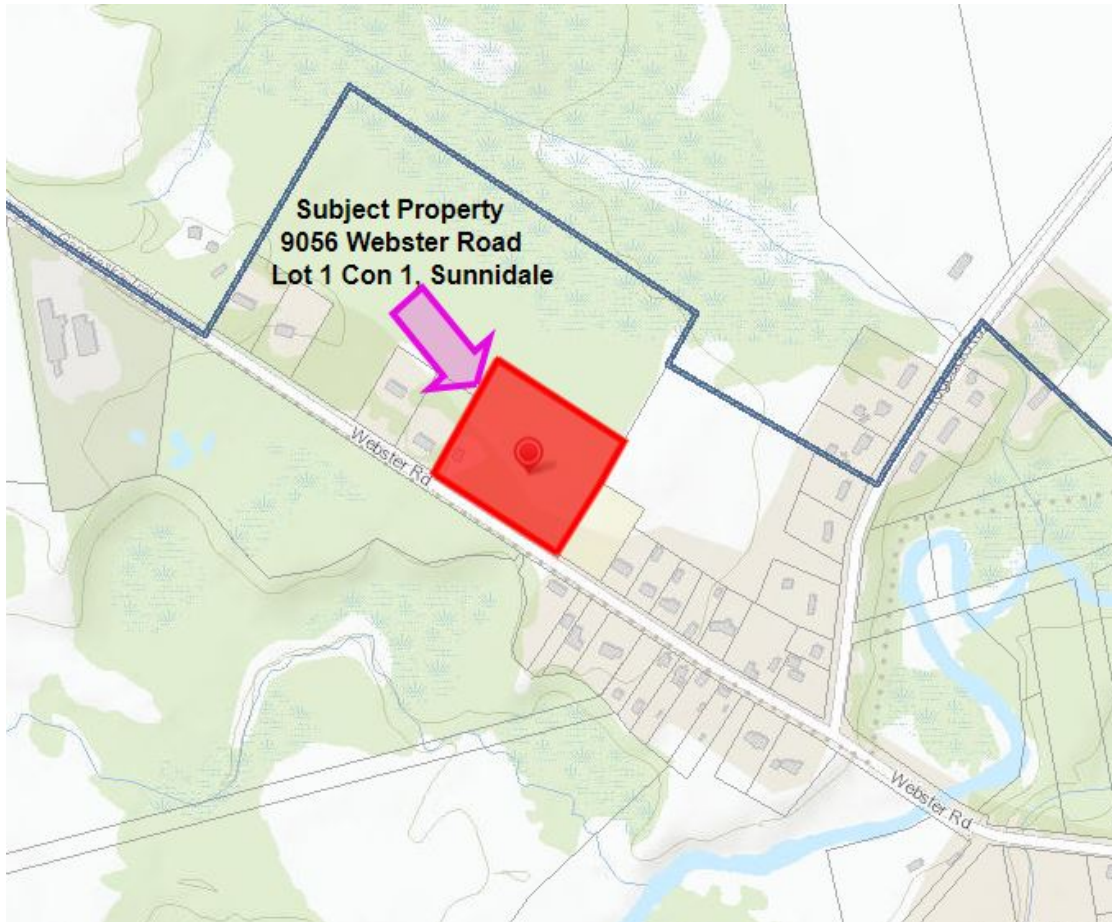 Subject Property
9056 Webster Road
Lot 1 Con 1, Sunnidale
Webster Rd
Webster Rd